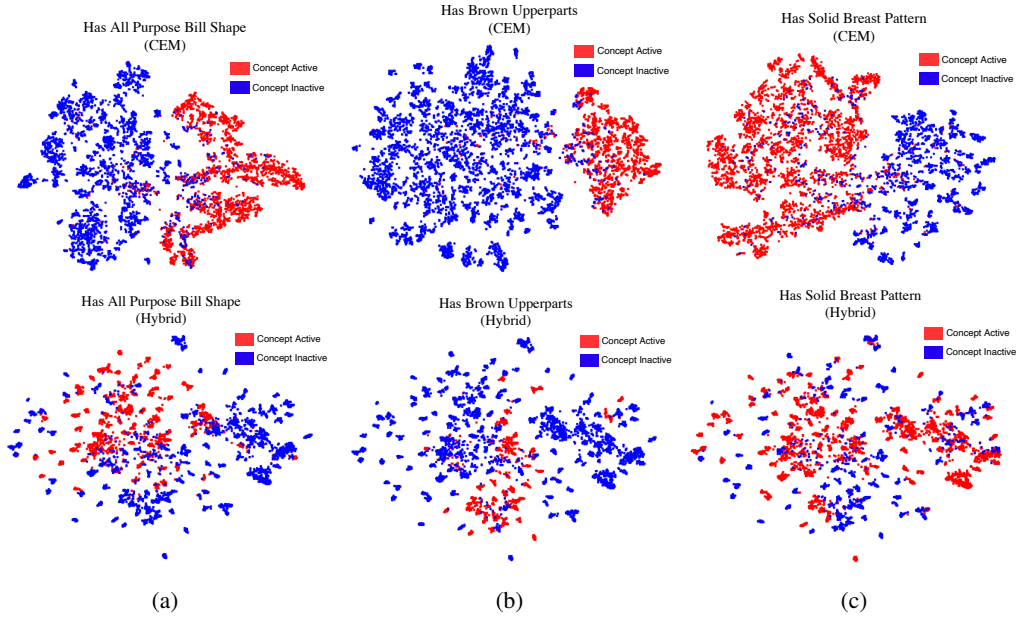 Has All Purpose Bill Shape
(CEM)
Concept Active
Concept Inactive
Has Brown Upperparts
(CEM)
Concept Active
Concept Inactive
Has Solid Breast Pattern
(CEM)
Concept Active
Concept Inactive
Has All Purpose Bill Shape
(Hybrid)
Concept Active
Concept Inactive
Has Brown Upperparts
(Hybrid)
Concept Active
Concept Inactive
Has Solid Breast Pattern
(Hybrid)
Concept Active
Concept Inactive
(a)
(b)
(c)